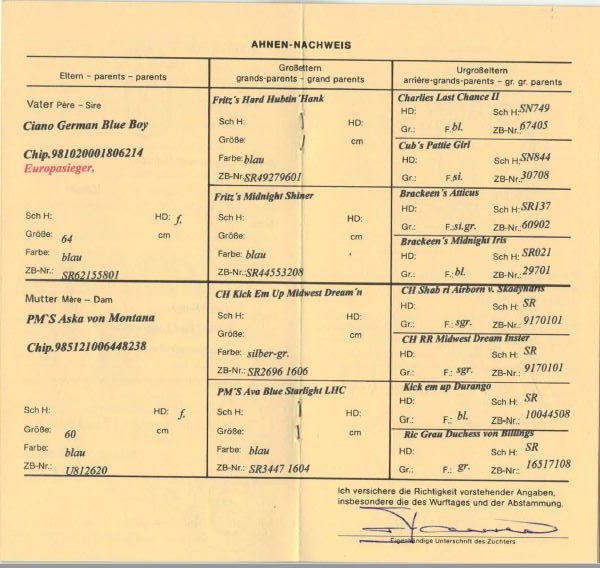 AHNEN-NACHWEIS
Eltern – parents – parents
Großeltern
grands-parents – grand parents
Urgroßeltern
arrière-grands-parents – gr. gr. parents
Vater Père – Sire
Ciano German Blue Boy
Chip.981020001806214
Europasieger,
Sch H:
HD: f,
Größe: 64 cm
Farbe: blau
ZB-Nr.: SR62155801
Mutter Mère – Dam
PM'S Aska von Montana
Chip.985121006448238
Sch H:
HD: f,
Größe: 60 cm
Farbe: blau
ZB-Nr.: U812620
Fritz's Hard Hubtin'Hank
Sch H: HD:
Größe: cm
Farbe: blau
ZB-Nr: SR49279601
Fritz's Midnight Shiner
Sch H: HD:
Größe: cm
Farbe: blau
ZB-Nr.: SR44553208
CH Kick Em Up Midwest Dream'n
Sch H: HD:
Größe: cm
Farbe: silber-gr.
ZB-Nr.: SR2696 1606
PM'S Ava Blue Starlight LHC
Sch H: HD:
Größe: cm
Farbe: blau
ZB-Nr.: SR3447 1604
Charlies Last Chance II
HD: Sch H: SN749
Gr.: F.: bl. ZB-Nr.: 67405
Cub's Pattie Girl
HD: Sch H: SN844
Gr.: F.: si. ZB-Nr.: 30708
Brackeen's Atticus
HD: Sch H: SR137
Gr.: F.: si.gr. ZB-Nr.: 60902
Brackeen's Midnight Iris
HD: Sch H: SR021
Gr.: F.: bl. ZB-Nr.: 29701
CH Shab ri Airborn v. Skadyharis
HD: Sch H: SR
Gr.: F.: sgr. ZB-Nr.: 9170101
CH RR Midwest Dream Inster
HD: Sch H: SR
Gr.: F.: sgr. ZB-Nr.: 9170101
Kick em up Durango
HD: Sch H: SR
Gr.: F.: bl. ZB-Nr.: 10044508
Ric Grau Duchess von Billings
HD: Sch H: SR
Gr.: F.: gr. ZB-Nr.: 16517108
Ich versichere die Richtigkeit vorstehender Angaben,
insbesondere die des Wurftages und der Abstammung.
Eigenhändige Unterschrift des Züchters